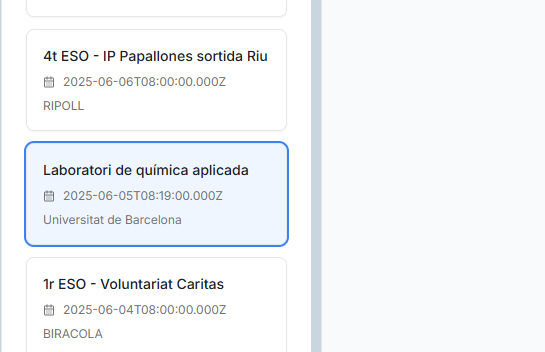 4t ESO - IP Papallones sortida Riu
2025-06-06T08:00:00.000Z
RIPOLL
Laboratori de química aplicada
2025-06-05T08:19:00.000Z
Universitat de Barcelona
1r ESO - Voluntariat Caritas
2025-06-04T08:00:00.000Z
BIRACOLA